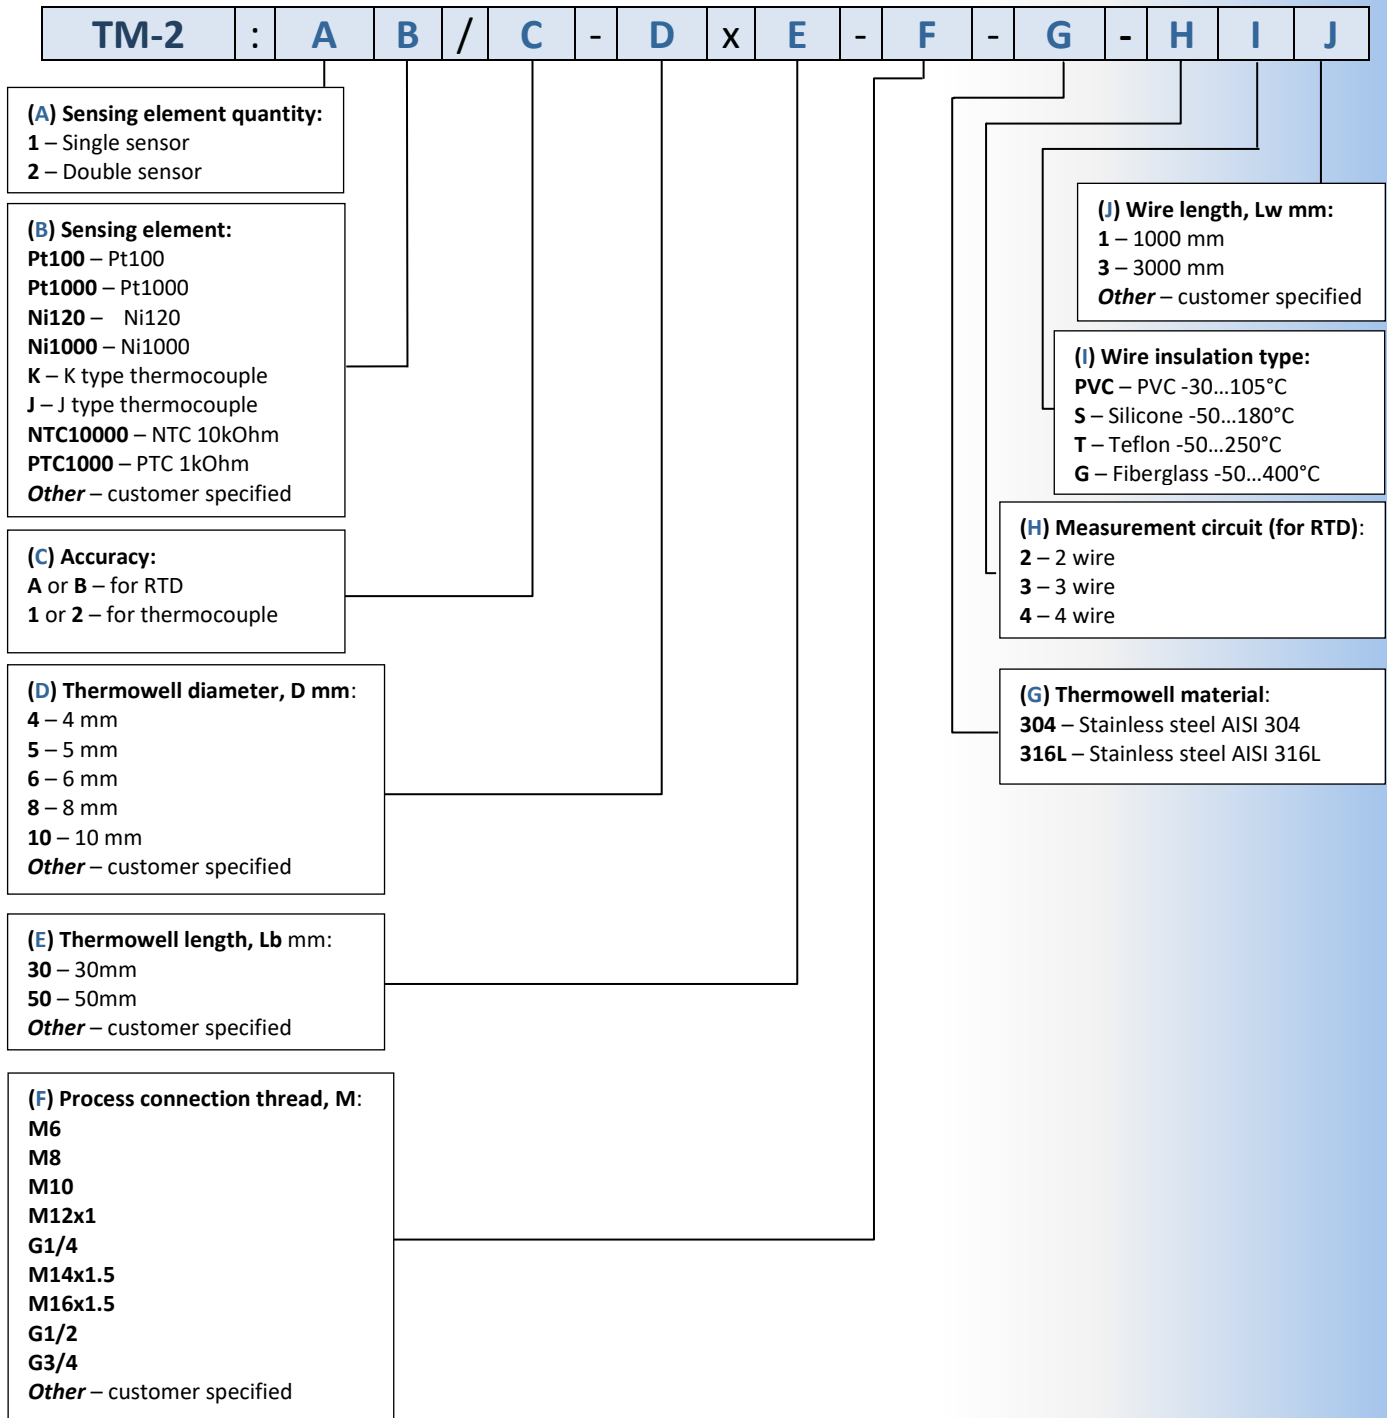 TM-2 : A B / C - D x E - F - G - H I J
(A) Sensing element quantity:
1 – Single sensor
2 – Double sensor
(B) Sensing element:
Pt100 – Pt100
Pt1000 – Pt1000
Ni120 – Ni120
Ni1000 – Ni1000
K – K type thermocouple
J – J type thermocouple
NTC10000 – NTC 10kOhm
PTC1000 – PTC 1kOhm
Other – customer specified
(C) Accuracy:
A or B – for RTD
1 or 2 – for thermocouple
(D) Thermowell diameter, D mm:
4 – 4 mm
5 – 5 mm
6 – 6 mm
8 – 8 mm
10 – 10 mm
Other – customer specified
(E) Thermowell length, Lb mm:
30 – 30mm
50 – 50mm
Other – customer specified
(F) Process connection thread, M:
M6
M8
M10
M12x1
G1/4
M14x1.5
M16x1.5
G1/2
G3/4
Other – customer specified
(J) Wire length, Lw mm:
1 – 1000 mm
3 – 3000 mm
Other – customer specified
(I) Wire insulation type:
PVC – PVC -30...105°C
S – Silicone -50...180°C
T – Teflon -50...250°C
G – Fiberglass -50...400°C
(H) Measurement circuit (for RTD):
2 – 2 wire
3 – 3 wire
4 – 4 wire
(G) Thermowell material:
304 – Stainless steel AISI 304
316L – Stainless steel AISI 316L